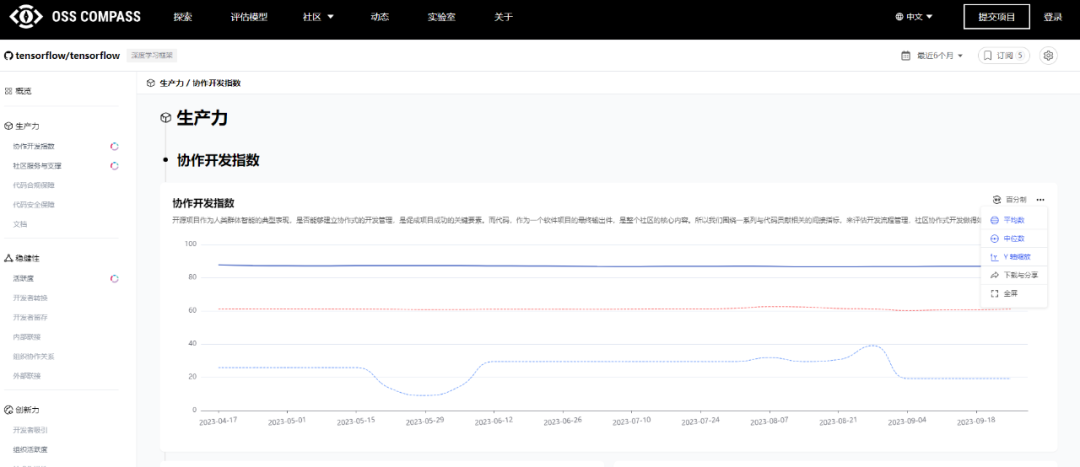 OSS COMPASS 探索 评估模型 社区 动态 实验室 关于 中文 提交项目 登录
tensorflow/tensorflow 深度学习框架 最近6个月 订阅 5
概览
生产力 / 协作开发指数
生产力
生产力
协作开发指数
社区服务与支撑
协作开发指数
代码合规保障
代码安全保障
文档
协作开发指数
百分制
开源项目作为人类群体智能的典型表现，是否能够建立协作式的开发管理，是促成项目成功的关键要素。而代码，作为一个软件项目的最终输出件，是整个社区的核心内容。所以我们围绕一系列与代码贡献相关的间接指标，来评估开发流程管理、社区协作式开发做得
平均数
中位数
Y 轴缩放
下载与分享
全屏
稳健性
活跃度
开发者转换
开发者留存
内部联接
组织协作关系
外部联接
创新力
开发者吸引
组织活跃度
100
80
60
40
20
0
2023-04-17 2023-05-01 2023-05-15 2023-05-29 2023-06-12 2023-06-26 2023-07-10 2023-07-24 2023-08-07 2023-08-21 2023-09-04 2023-09-18